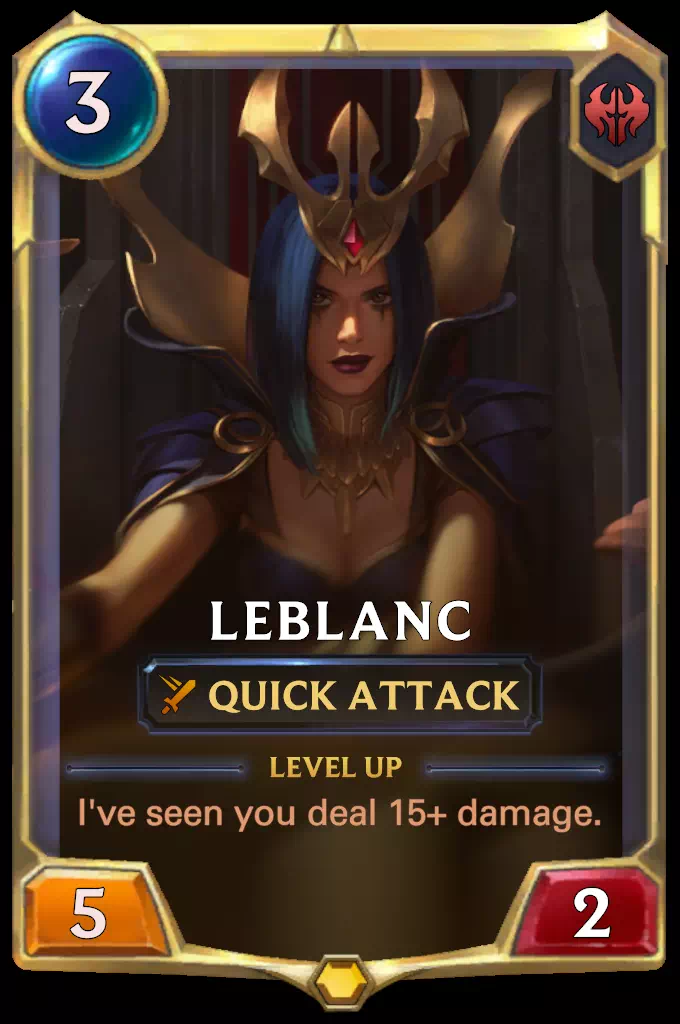 3
LEBLANC
QUICK ATTACK
LEVEL UP
I've seen you deal 15+ damage.
5 2